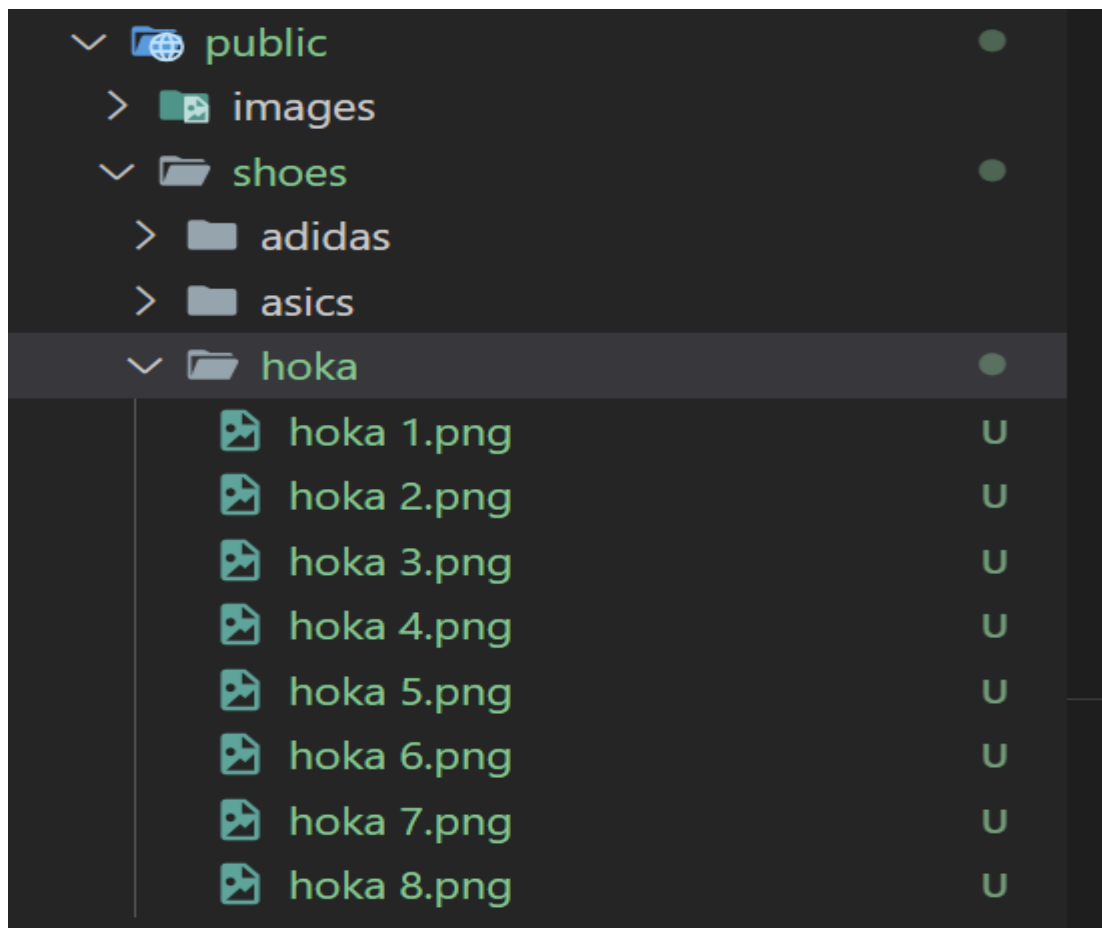 public
images
shoes
adidas
asics
hoka
hoka 1.png U
hoka 2.png U
hoka 3.png U
hoka 4.png U
hoka 5.png U
hoka 6.png U
hoka 7.png U
hoka 8.png U